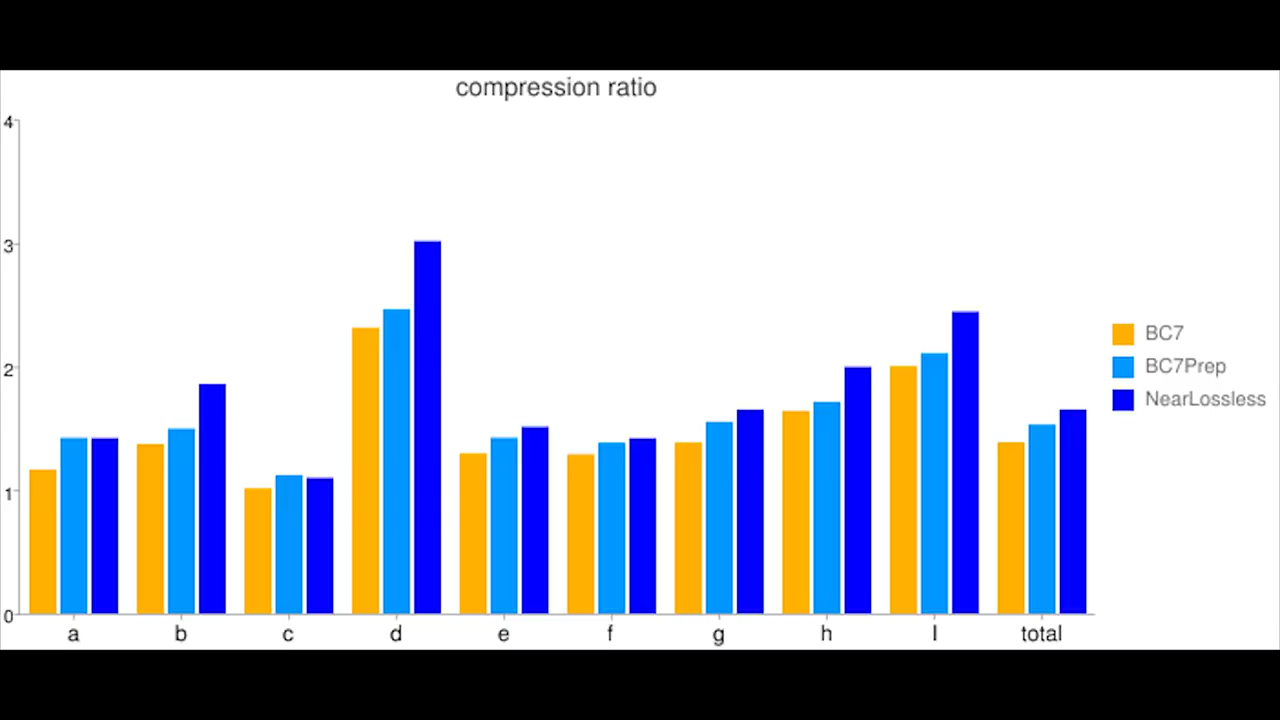 compression ratio
4
3
2
1
0
a b c d e f g h l total
BC7
BC7Prep
NearLossless